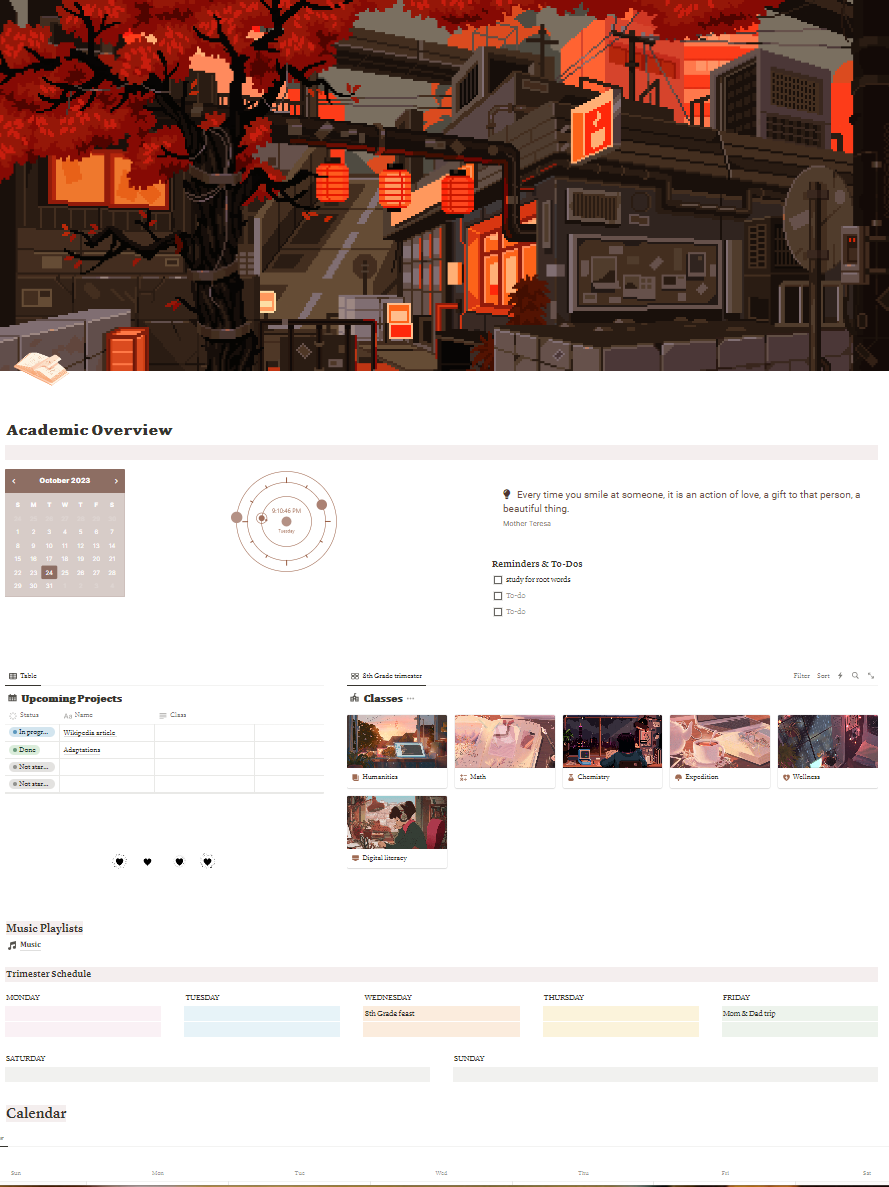 Academic Overview
October 2023
S M T W T F S
1 2 3 4 5 6 7
8 9 10 11 12 13 14
15 16 17 18 19 20 21
22 23 24 25 26 27 28
29 30 31
9:10:46 PM
Tuesday
Every time you smile at someone, it is an action of love, a gift to that person, a
beautiful thing.
Mother Teresa
Reminders & To-Dos
study for root words
To-do
To-do
Table
Upcoming Projects
Status Aa Name Class
In progr... Wikipedia article
Done Adaptations
Not star...
Not star...
8th Grade trimester
Filter Sort
Classes ...
Humanities
Math
Chemistry
Expedition
Wellness
Digital literacy
Music Playlists
Music
Trimester Schedule
MONDAY TUESDAY WEDNESDAY THURSDAY FRIDAY
8th Grade feast Mom & Dad trip
SATURDAY SUNDAY
Calendar
Sun Mon Tue Wed Thu Fri Sat